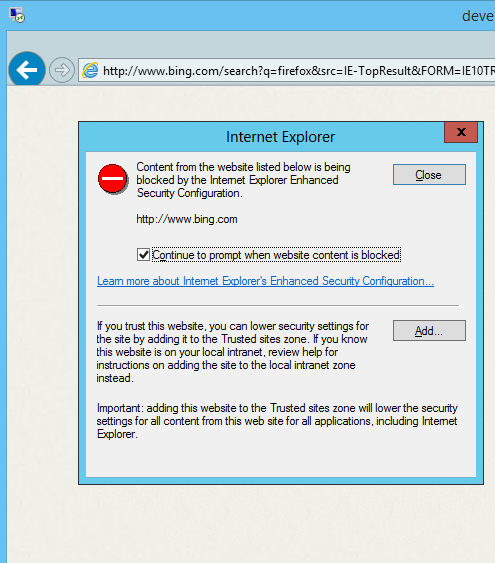 deve
http://www.bing.com/search?q=firefox&src=IE-TopResult&FORM=IE10TR
Internet Explorer
x
Content from the website listed below is being
blocked by the Internet Explorer Enhanced
Security Configuration.
Close
http://www.bing.com
Continue to prompt when website content is blocked
Learn more about Internet Explorer's Enhanced Security Configuration...
If you trust this website, you can lower security settings for
the site by adding it to the Trusted sites zone. If you know
this website is on your local intranet, review help for
instructions on adding the site to the local intranet zone
instead.
Add...
Important: adding this website to the Trusted sites zone will lower the security
settings for all content from this web site for all applications, including Internet
Explorer.